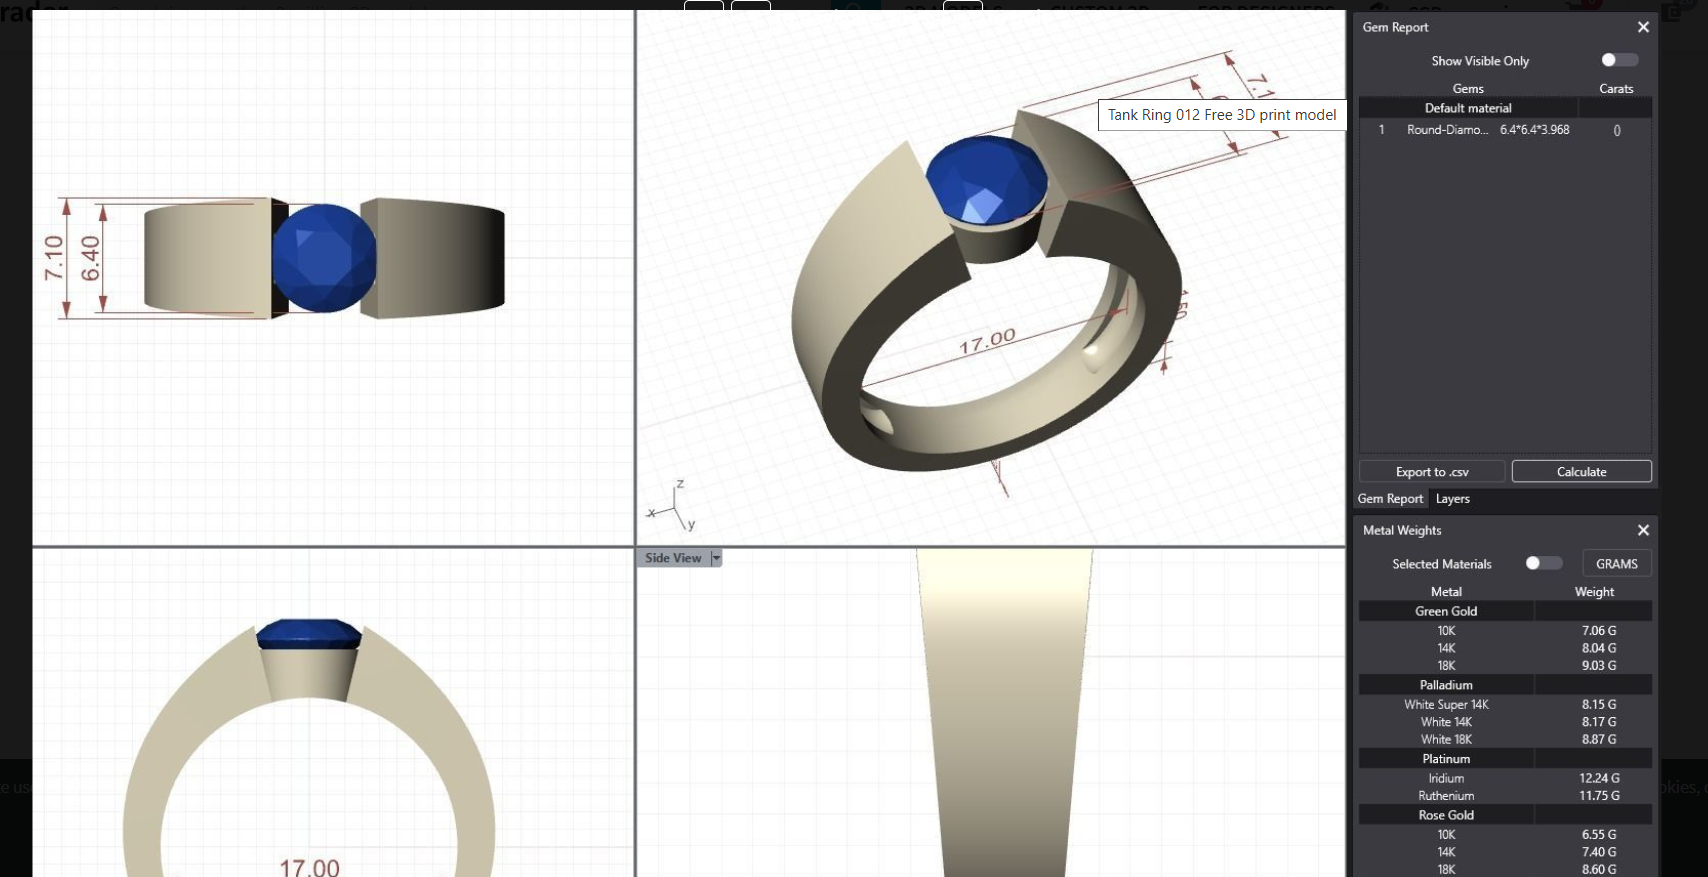 radar
7.10
6.40
Tank Ring 012 Free 3D print model
17.00
z
x
y
Side View
17.00
Gem Report
Show Visible Only
Gems Carats
Default material
1 Round-Diamo... 6.4*6.4*3.968 ()
Export to .csv Calculate
Gem Report Layers
Metal Weights
Selected Materials GRAMS
Metal Weight
Green Gold
10K 7.06 G
14K 8.04 G
18K 9.03 G
Palladium
White Super 14K 8.15 G
White 14K 8.17 G
White 18K 8.87 G
Platinum
Iridium 12.24 G
Ruthenium 11.75 G
Rose Gold
10K 6.55 G
14K 7.40 G
18K 8.60 G